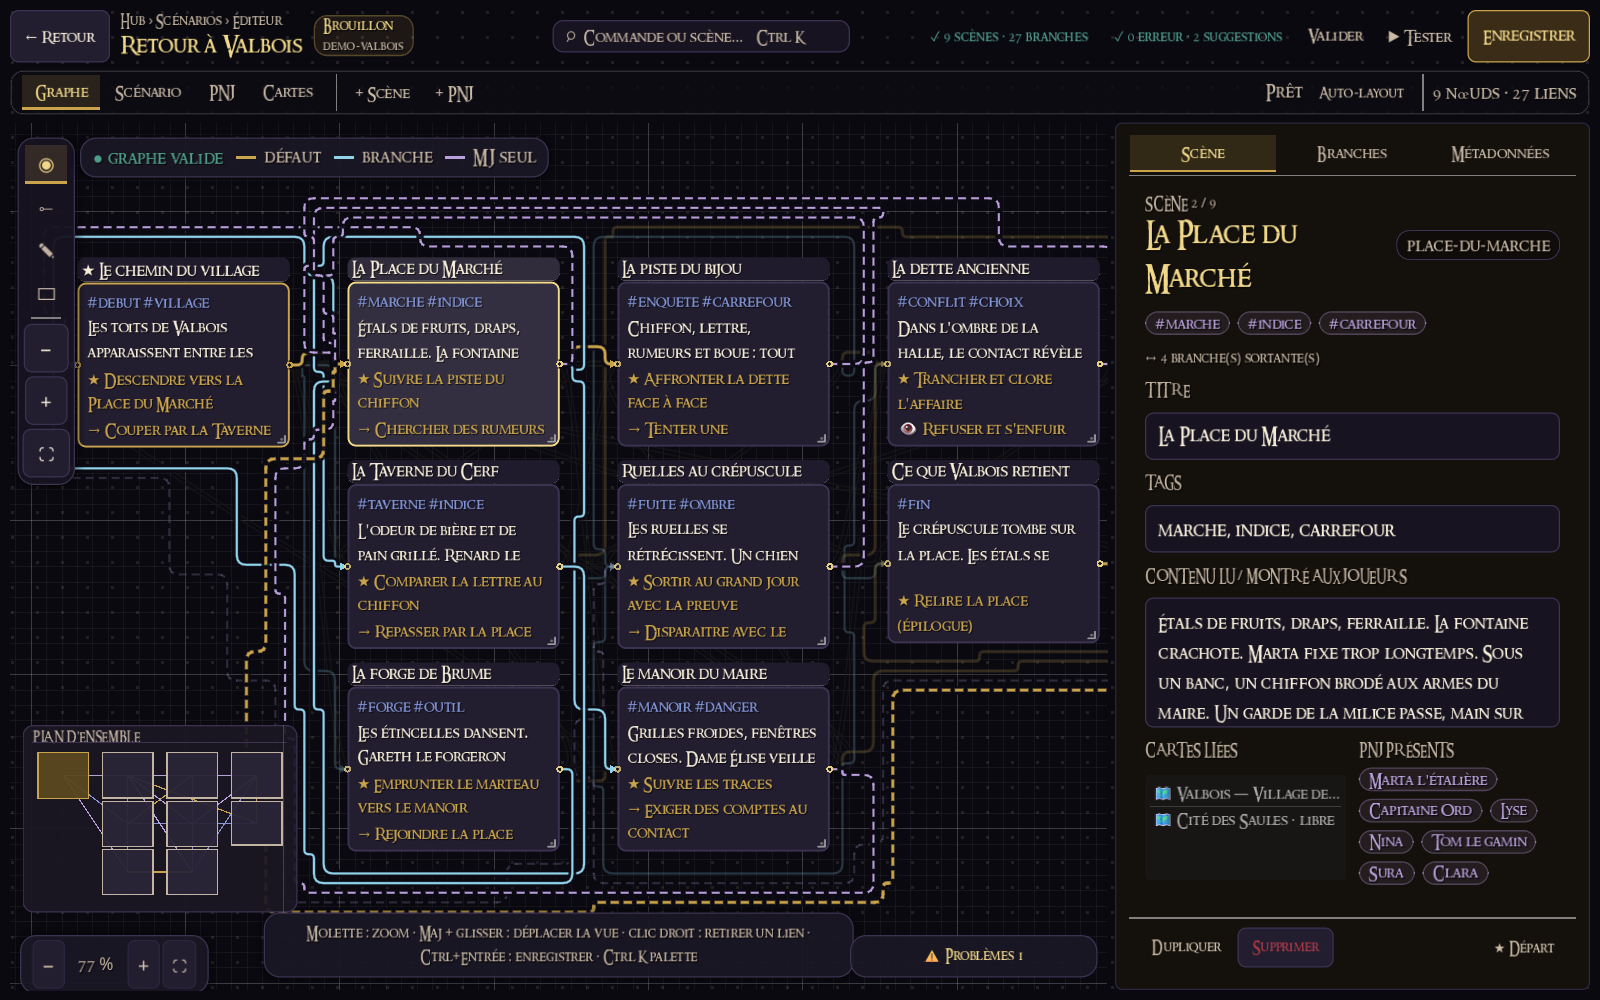 ← Retour
Hub › Scénarios › Éditeur
Retour à Valbois
Brouillon
demo-valbois
Commande ou scène... Ctrl K
✓ 9 scènes · 27 branches
✓ 0 erreur · 2 suggestions
Valider
▶ Tester
Enregistrer
Graphe
Scénario
PNJ
Cartes
+ Scène
+ PNJ
Prêt
Auto-layout
9 nœuds · 27 liens
● Graphe valide
défaut
branche
MJ seul
★ Le chemin du village
#debut #village
Les toits de Valbois
apparaissent entre les
★ Descendre vers la
Place du Marché
→ Couper par la Taverne
La Place du Marché
#marche #indice
Étals de fruits, draps,
ferraille. La fontaine
★ Suivre la piste du
chiffon
→ Chercher des rumeurs
La piste du bijou
#enquete #carrefour
Chiffon, lettre,
rumeurs et boue : tout
★ Affronter la dette
face à face
→ Tenter une
La dette ancienne
#conflit #choix
Dans l'ombre de la
halle, le contact révèle
★ Trancher et clore
l'affaire
👁 Refuser et s'enfuir
La Taverne du Cerf
#taverne #indice
L'odeur de bière et de
pain grillé. Renard le
★ Comparer la lettre au
chiffon
→ Repasser par la place
Ruelles au crépuscule
#fuite #ombre
Les ruelles se
rétrécissent. Un chien
★ Sortir au grand jour
avec la preuve
→ Disparaitre avec le
Ce que Valbois retient
#fin
Le crépuscule tombe sur
la place. Les étals se
★ Relire la place
(épilogue)
La forge de Brume
#forge #outil
Les étincelles dansent.
Gareth le forgeron
★ Emprunter le marteau
vers le manoir
→ Rejoindre la place
Le manoir du maire
#manoir #danger
Grilles froides, fenêtres
closes. Dame Élise veille
★ Suivre les traces
→ Exiger des comptes au
contact
Plan d'ensemble
− 77 % +
Molette : zoom · Maj + glisser : déplacer la vue · clic droit : retirer un lien ·
Ctrl+Entrée : enregistrer · Ctrl K palette
⚠ Problèmes 1
Scène
Branches
Métadonnées
Scène 2 / 9
La Place du
Marché
place-du-marche
#marche
#indice
#carrefour
↔ 4 branche(s) sortante(s)
Titre
La Place du Marché
Tags
marche, indice, carrefour
Contenu lu / montré aux joueurs
Étals de fruits, draps, ferraille. La fontaine
crachote. Marta fixe trop longtemps. Sous
un banc, un chiffon brodé aux armes du
maire. Un garde de la milice passe, main sur
Cartes liées
Valbois — Village de...
Cité des Saules · libre
PNJ présents
Marta l'étalière
Capitaine Ord
Lyse
Nina
Tom le gamin
Sura
Clara
Dupliquer
Supprimer
★ Départ